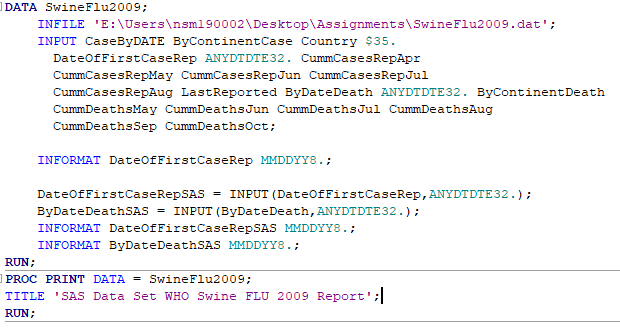 DATA SwineFlu2009;
INFILE 'E:\Users\nsm190002\Desktop\Assignments\SwineFlu2009.dat';
INPUT CaseByDATE ByContinentCase Country $35.
DateOfFirstCaseRep ANYDTDTE32. CummCasesRepApr
CummCasesRepMay CummCasesRepJun CummCasesRepJul
CummCasesRepAug LastReported ByDateDeath ANYDTDTE32. ByContinentDeath
CummDeathsMay CummDeathsJun CummDeathsJul CummDeathsAug
CummDeathsSep CummDeathsOct;
INFORMAT DateOfFirstCaseRep MMDDYY8.;
DateOfFirstCaseRepSAS = INPUT(DateOfFirstCaseRep,ANYDTDTE32.);
ByDateDeathSAS = INPUT(ByDateDeath,ANYDTDTE32.);
INFORMAT DateOfFirstCaseRepSAS MMDDYY8.;
INFORMAT ByDateDeathSAS MMDDYY8.;
RUN;
PROC PRINT DATA = SwineFlu2009;
TITLE 'SAS Data Set WHO Swine FLU 2009 Report';
RUN;